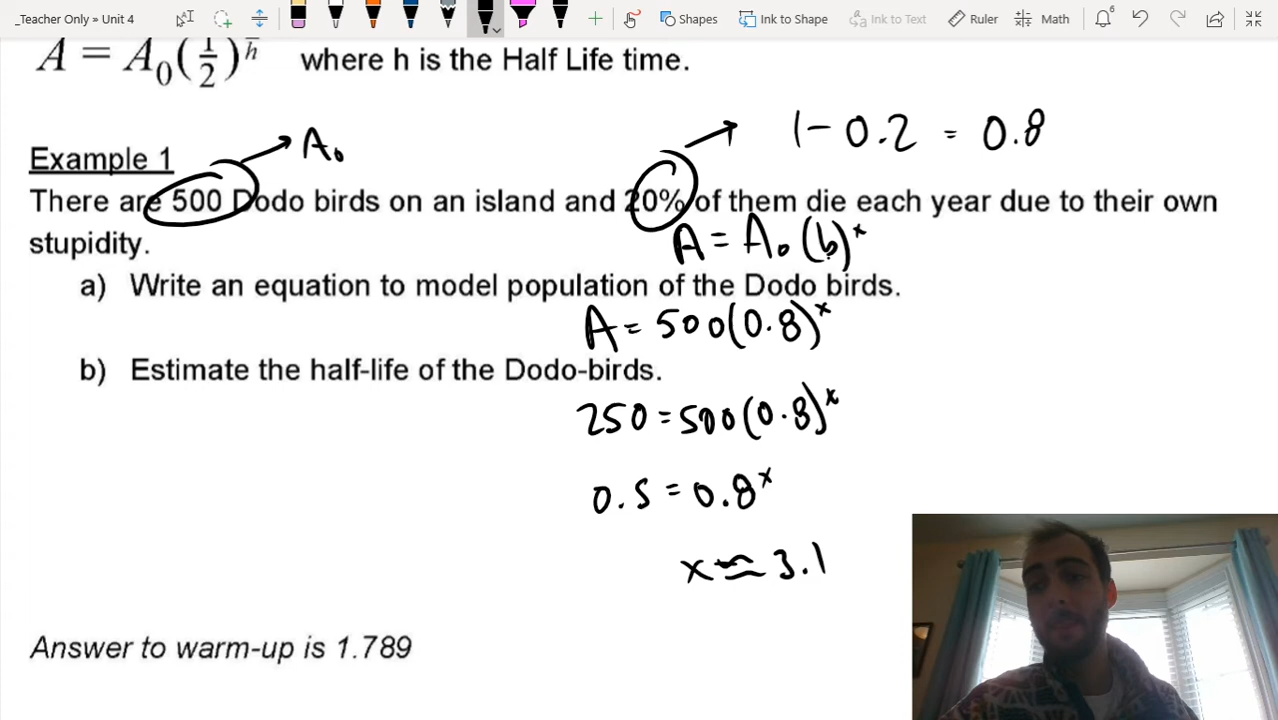 _Teacher Only » Unit 4
Shapes
Ink to Shape
Ink to Text
Ruler
Math
6
A = A₀(1/2)^‾h where h is the Half Life time.
1 - 0.2 = 0.8
A₀
Example 1
There are 500 Dodo birds on an island and 20% of them die each year due to their own
stupidity.
A = A₀(b)^x
a) Write an equation to model population of the Dodo birds.
A = 500(0.8)^x
b) Estimate the half-life of the Dodo-birds.
250 = 500(0.8)^x
0.5 = 0.8^x
x ≈ 3.1
Answer to warm-up is 1.789